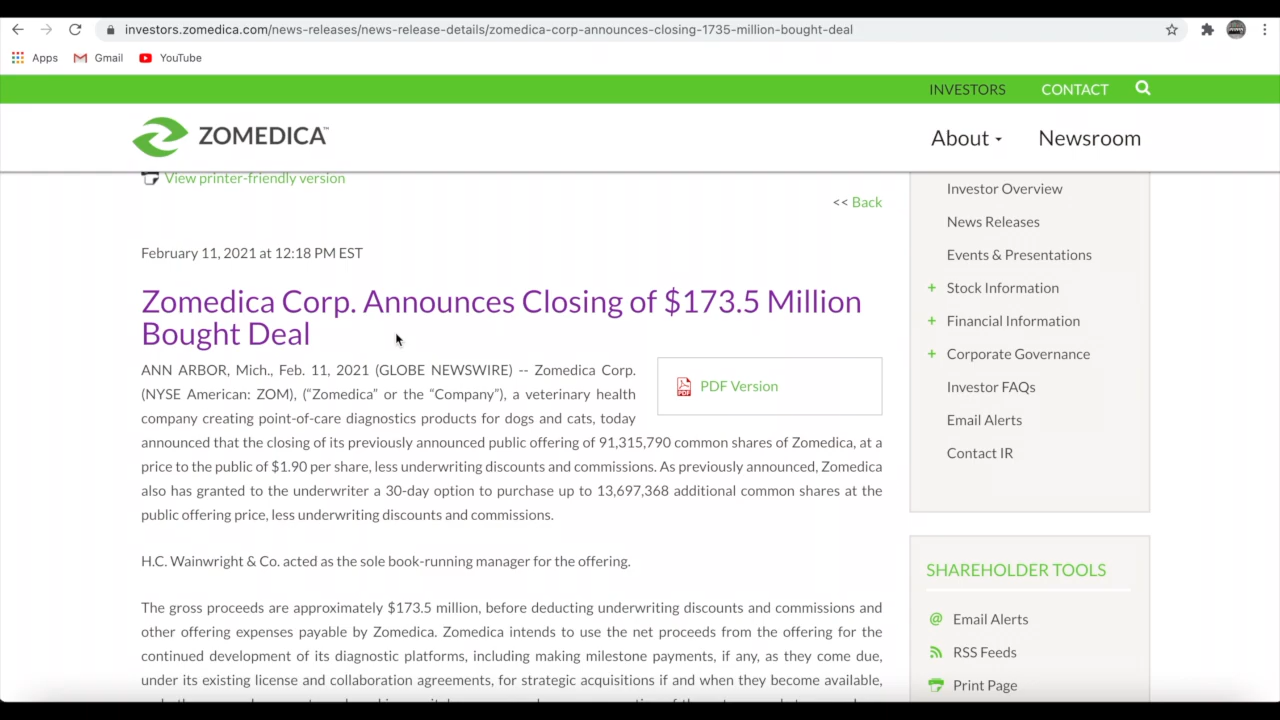 investors.zomedica.com/news-releases/news-release-details/zomedica-corp-announces-closing-1735-million-bought-deal
Apps Gmail YouTube
INVESTORS CONTACT
ZOMEDICA™
About Newsroom
View printer-friendly version
<< Back
February 11, 2021 at 12:18 PM EST
Zomedica Corp. Announces Closing of $173.5 Million
Bought Deal
PDF Version
ANN ARBOR, Mich., Feb. 11, 2021 (GLOBE NEWSWIRE) -- Zomedica Corp.
(NYSE American: ZOM), (“Zomedica” or the “Company”), a veterinary health
company creating point-of-care diagnostics products for dogs and cats, today
announced that the closing of its previously announced public offering of 91,315,790 common shares of Zomedica, at a
price to the public of $1.90 per share, less underwriting discounts and commissions. As previously announced, Zomedica
also has granted to the underwriter a 30-day option to purchase up to 13,697,368 additional common shares at the
public offering price, less underwriting discounts and commissions.
H.C. Wainwright & Co. acted as the sole book-running manager for the offering.
The gross proceeds are approximately $173.5 million, before deducting underwriting discounts and commissions and
other offering expenses payable by Zomedica. Zomedica intends to use the net proceeds from the offering for the
continued development of its diagnostic platforms, including making milestone payments, if any, as they come due,
under its existing license and collaboration agreements, for strategic acquisitions if and when they become available,
Investor Overview
News Releases
Events & Presentations
+ Stock Information
+ Financial Information
+ Corporate Governance
Investor FAQs
Email Alerts
Contact IR
SHAREHOLDER TOOLS
@ Email Alerts
RSS Feeds
Print Page